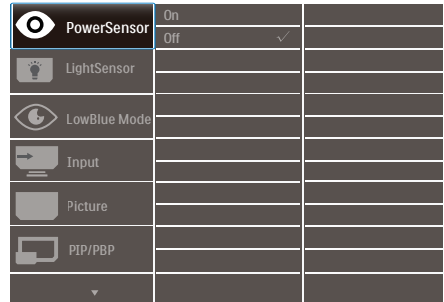 PowerSensor
On
Off
LightSensor
LowBlue Mode
Input
Picture
PIP/PBP